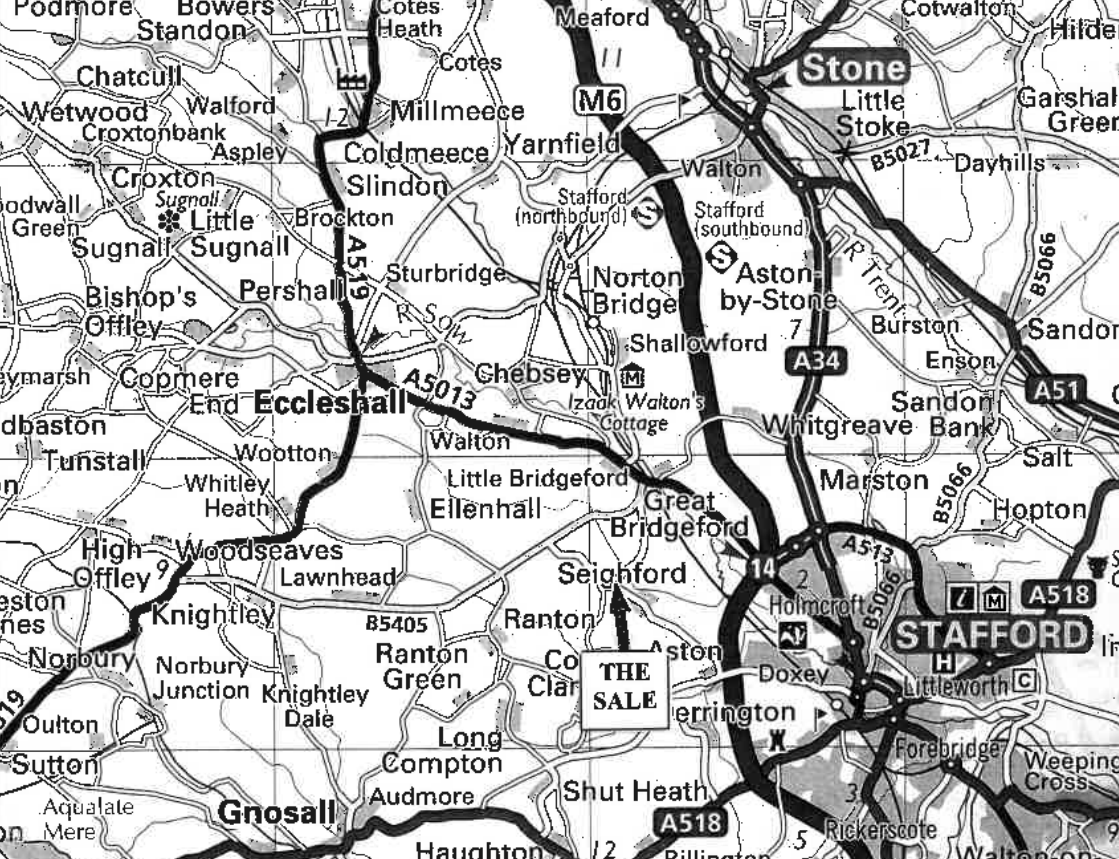 Podmore
Bowers
Standon
Cotes
Heath
Meaford
11
Cotwalton
Chatcull
Cotes
Stone
Wetwood
Walford
12
Millmeece
M6
Little
Stoke
Croxtonbank
Aspley
Coldmeece
Yarnfield
B5027
Dayhills
Croxton
Slindon
Walton
Sugnall
Little
Sugnall
Brockton
Stafford
(northbound)
S
Stafford
(southbound)
S
Green
Sugnall
A519
Sturbridge
Norton
Bridge
Aston-
by-Stone
R Trent
B5066
Bishop's
Offley
Pershall
R Sow
7
Burston
Shallowford
A34
Enson
Copmere
End
Eccleshall
A5013
Chebsey
M
Izaak Walton's
Cottage
A51
Sandon
Bank
Walton
Whitgreave
Tunstall
Wootton
Salt
Whitley
Heath
Little Bridgeford
Marston
B5066
Ellenhall
Great
Bridgeford
Hopton
High
Offley
9
Woodseaves
A513
Lawnhead
Seighford
14
2
Holmcroft
B5066
i
M
A518
Knightley
B5405
Ranton
STAFFORD
Norbury
Norbury
Junction
Knightley
Dale
Ranton
Green
THE
SALE
Aston
H
Doxey
Littleworth
C
Oulton
Long
Compton
Forebridge
Weeping
Cross
Sutton
Aqualate
Mere
Gnosall
Audmore
Shut Heath
A518
3
Rickerscote
Haughton
12
5